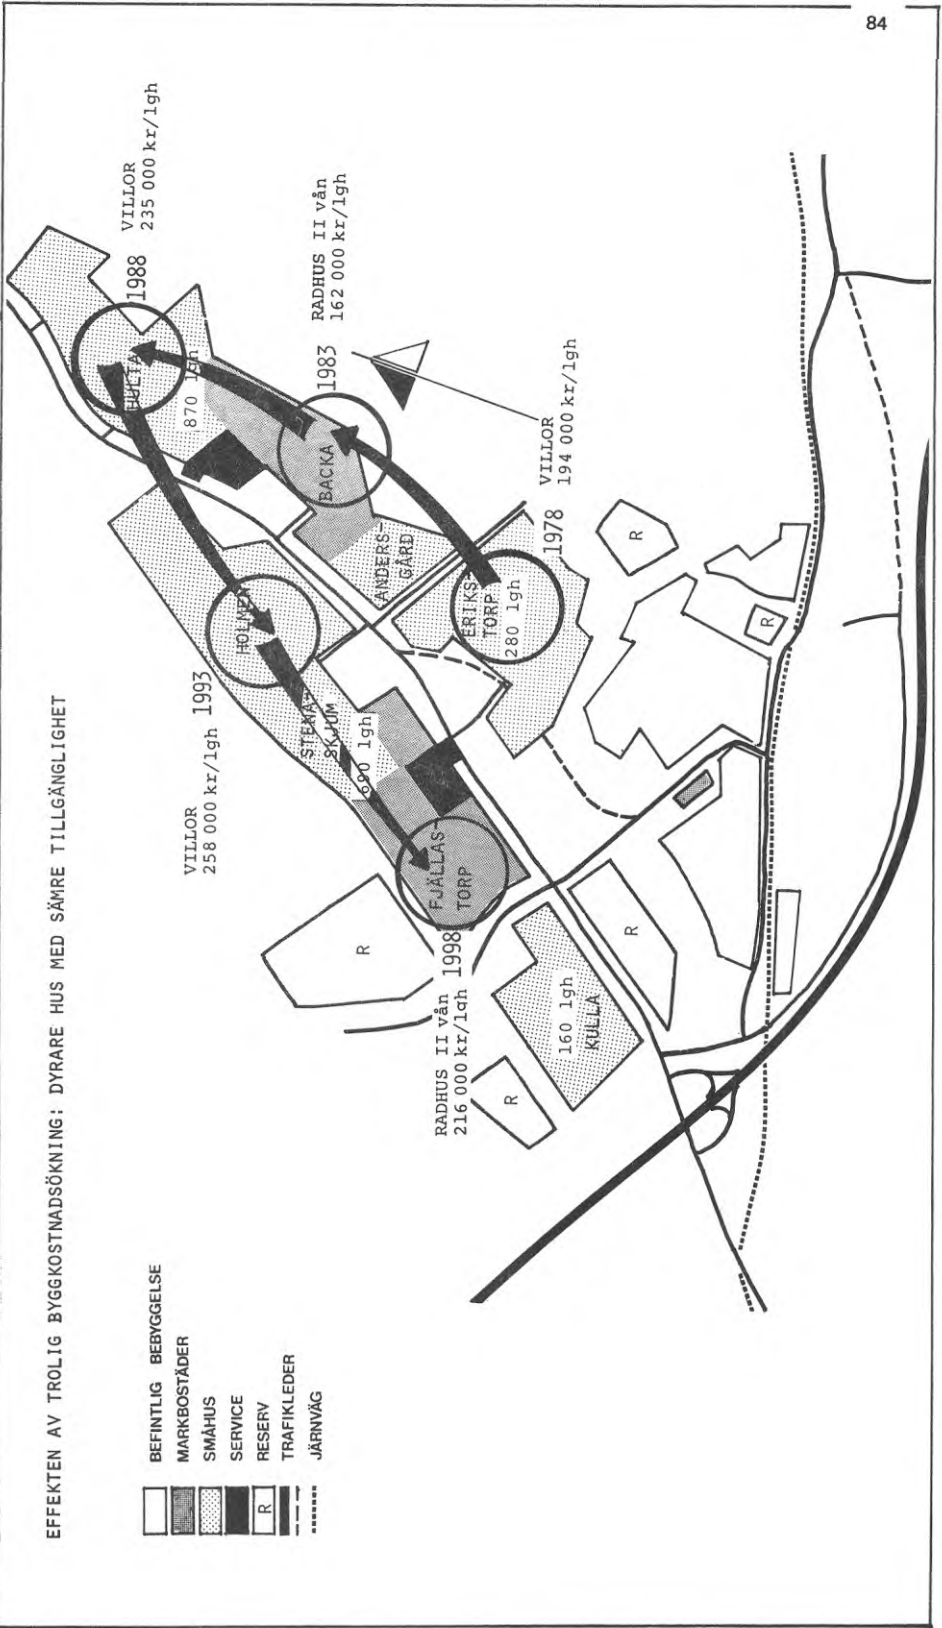 84
EFFEKTEN AV TROLIG BYGGKOSTNADSÖKNING: DYRARE HUS MED SÄMRE TILLGÄNGLIGHET
BEFINTLIG BEBYGGELSE
MARKBOSTÄDER
SMÅHUS
SERVICE
R
RESERV
TRAFIKLEDER
JÄRNVÄG
VILLOR
235 000 kr/lgh
1988
HULTA
870 lgh
RADHUS II vån
162 000 kr/lgh
1983
BACKA
VILLOR
194 000 kr/lgh
1978
ERIKS-
TORP
280 lgh
ANDERS-
GÅRD
VILLOR
258 000 kr/lgh
1993
HOLMEN
STENA-
SKJUM
690 lgh
FJÄLLAS-
TORP
RADHUS II vån
216 000 kr/lgh
1998
160 lgh
KULLA
R
R
R
R
R